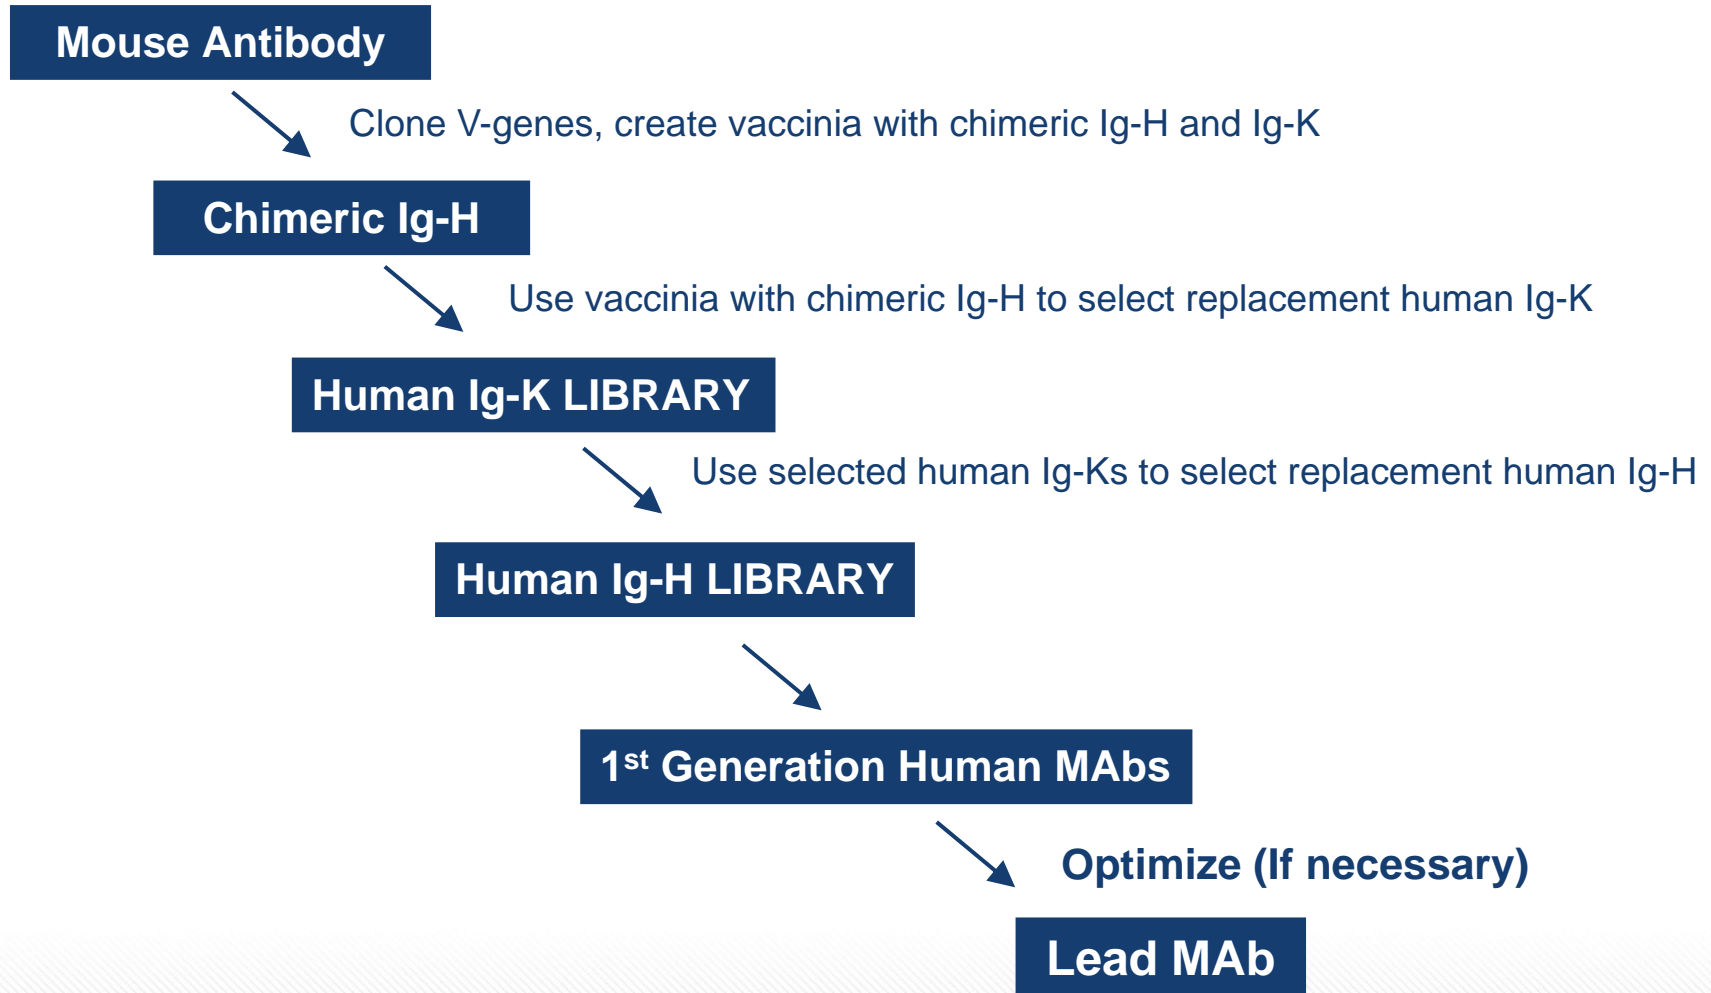 Mouse Antibody
Clone V-genes, create vaccinia with chimeric Ig-H and Ig-K
Chimeric Ig-H
Use vaccinia with chimeric Ig-H to select replacement human Ig-K
Human Ig-K LIBRARY
Use selected human Ig-Ks to select replacement human Ig-H
Human Ig-H LIBRARY
1st Generation Human MAbs
Optimize (If necessary)
Lead MAb